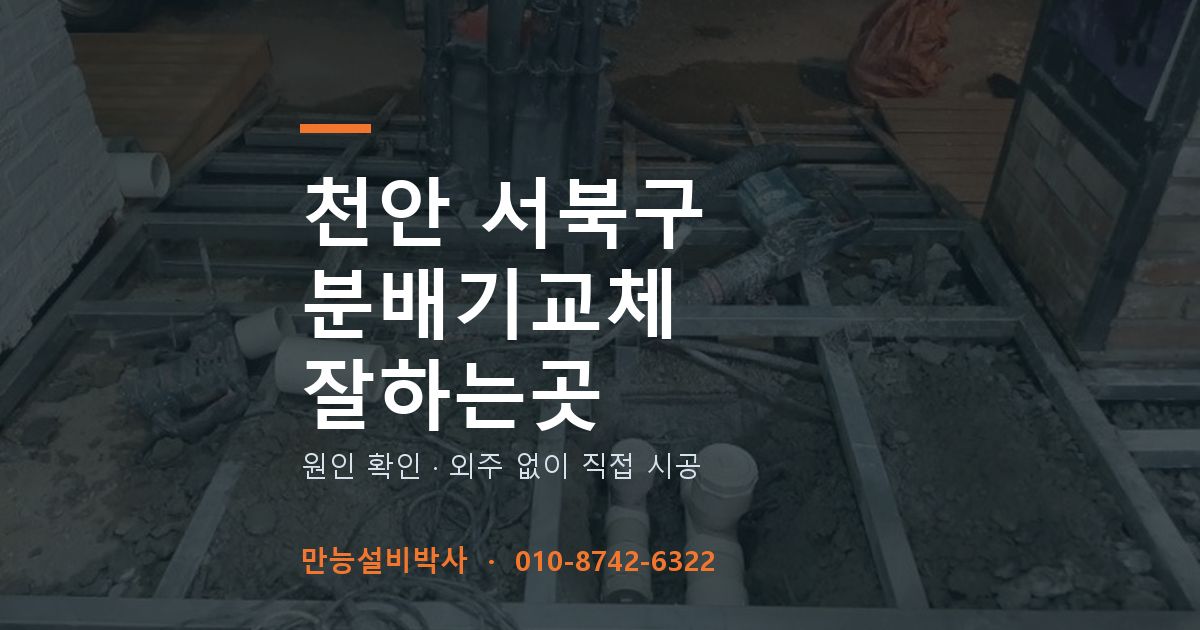 천안 서북구
분배기교체
잘하는곳
원인 확인 · 외주 없이 직접 시공
만능설비박사 · 010-8742-6322